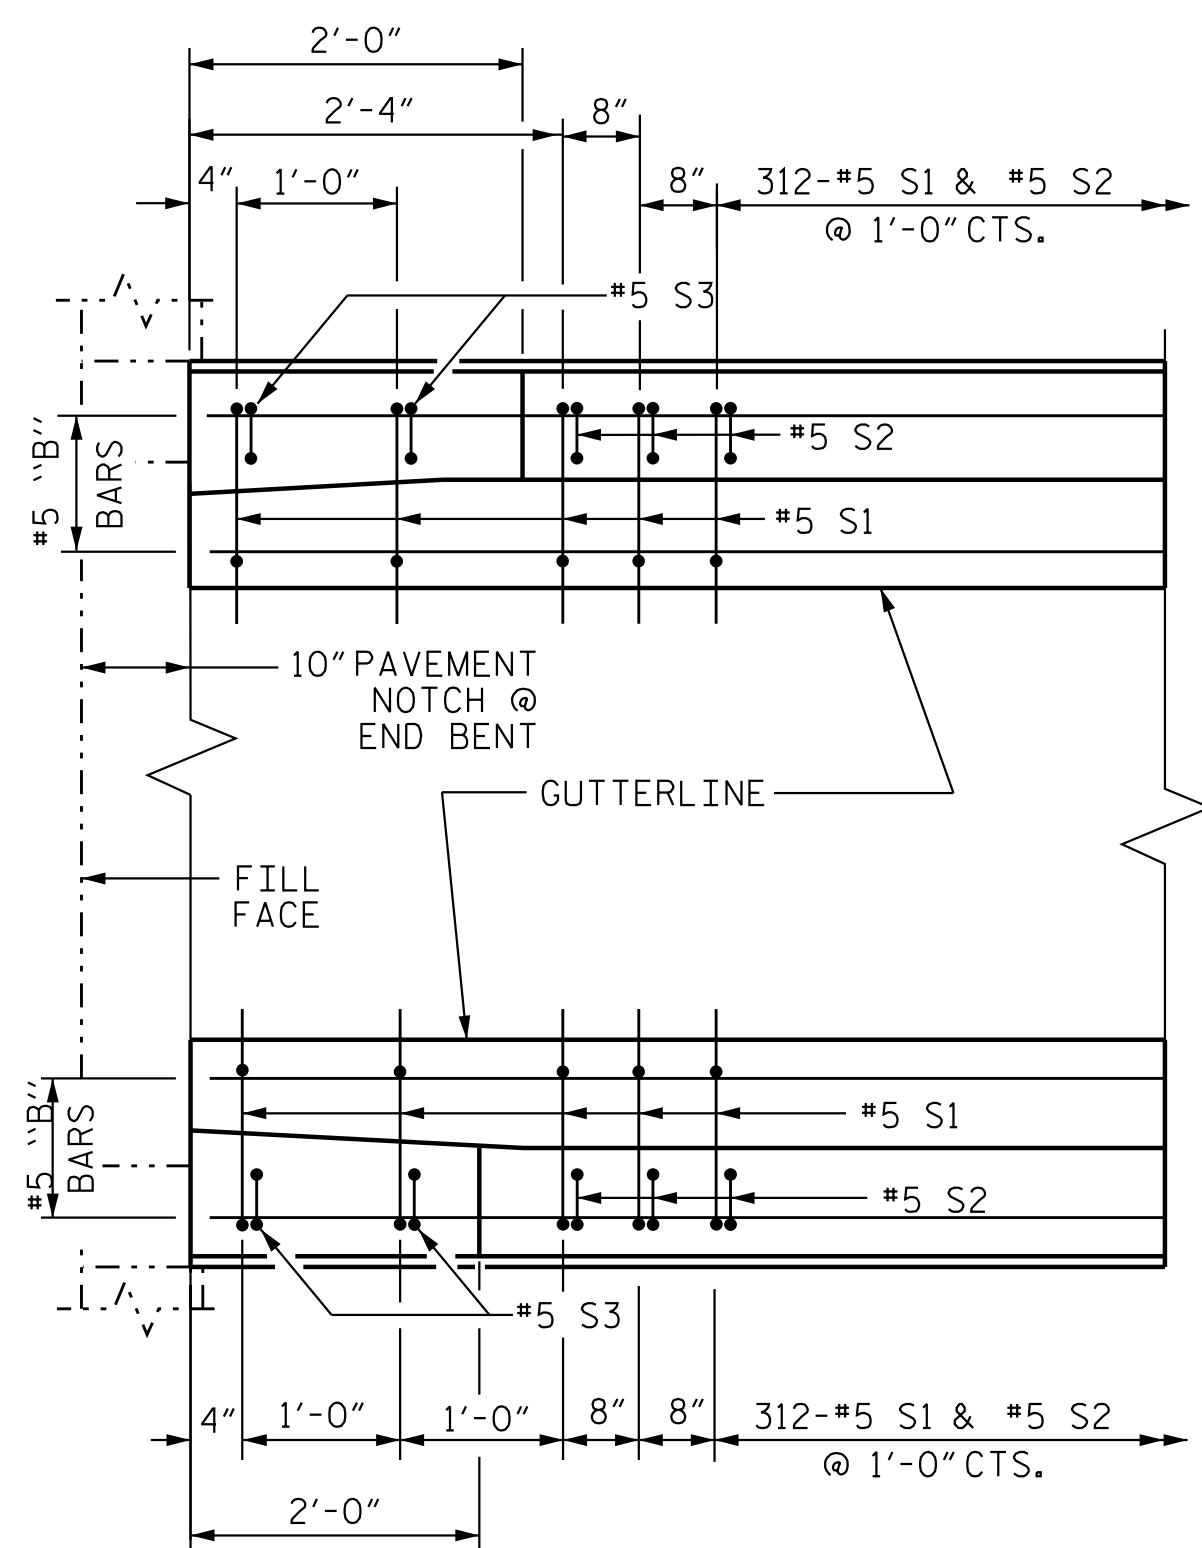 2'-0"
2'-4"
8"
4"
1'-0"
8"
312-#5 S1 & #5 S2
@ 1'-0"CTS.
#5 S3
#5 S2
#5 "B"
BARS
#5 S1
10" PAVEMENT
NOTCH @
END BENT
GUTTERLINE
FILL
FACE
#5 "B"
BARS
#5 S1
#5 S2
#5 S3
4"
1'-0"
1'-0"
8"
8"
312-#5 S1 & #5 S2
@ 1'-0"CTS.
2'-0"